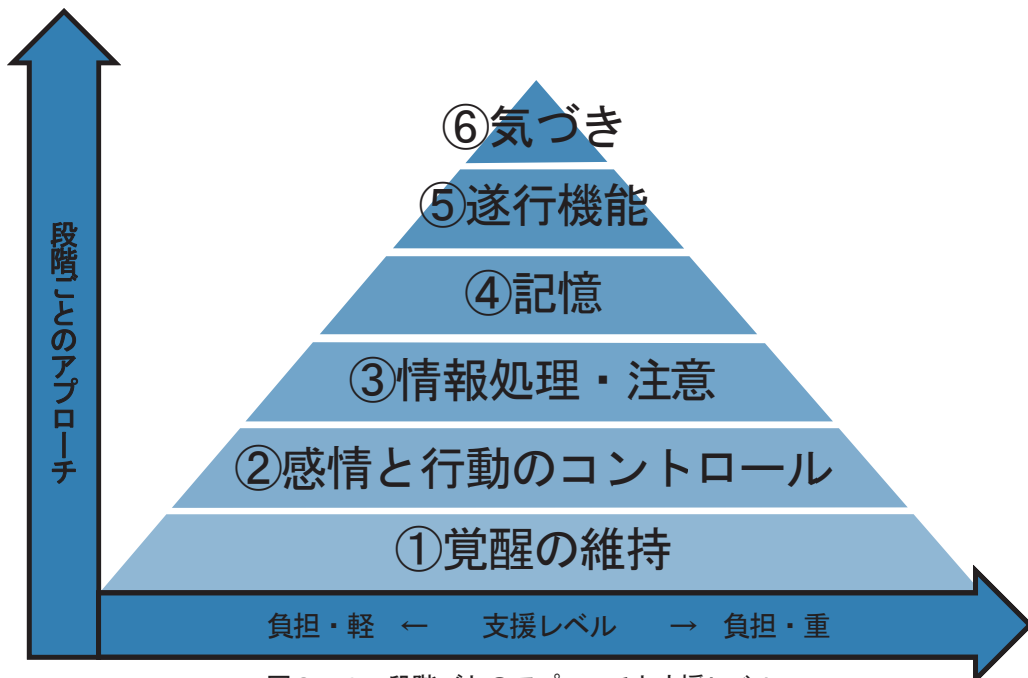 ⑥気づき
⑤遂行機能
④記憶
③情報処理・注意
②感情と行動のコントロール
①覚醒の維持
段階ごとのアプローチ
負担・軽 ← 支援レベル → 負担・重